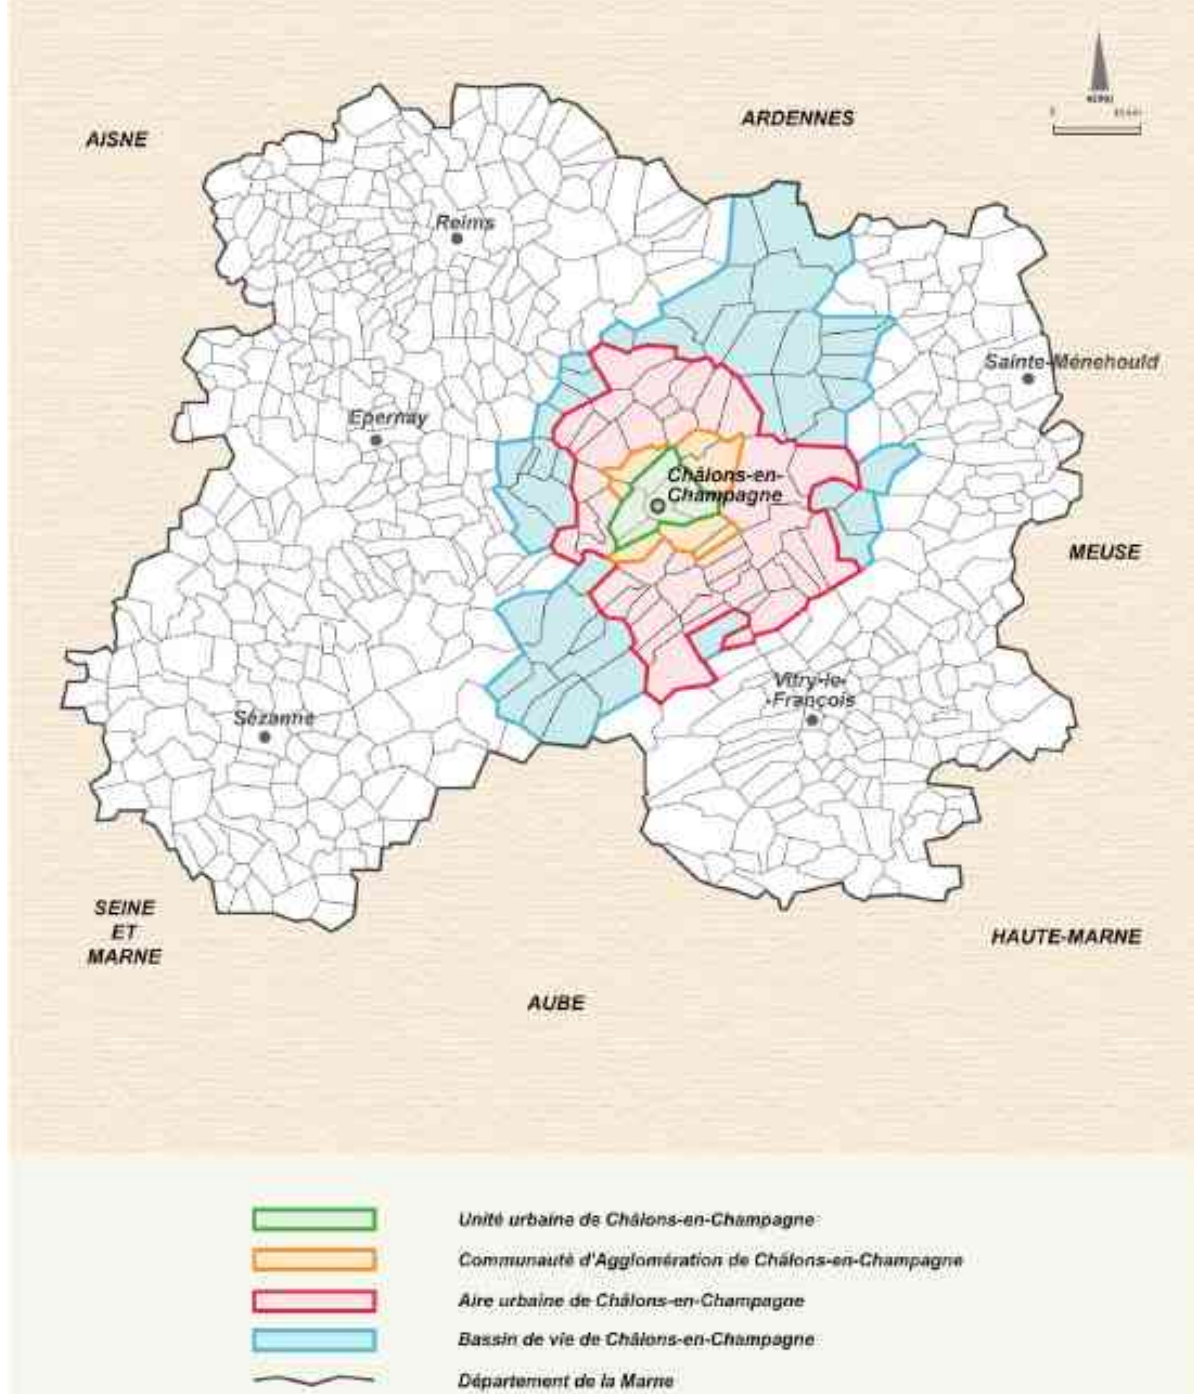 ARDENNES
AISNE
Reims
Sainte-Ménehould
Epernay
Châlons-en-
Champagne
MEUSE
Vitry-le-
-François
Sézanne
SEINE
ET
MARNE
HAUTE-MARNE
AUBE
Unité urbaine de Châlons-en-Champagne
Communauté d'Agglomération de Châlons-en-Champagne
Aire urbaine de Châlons-en-Champagne
Bassin de vie de Châlons-en-Champagne
Département de la Marne